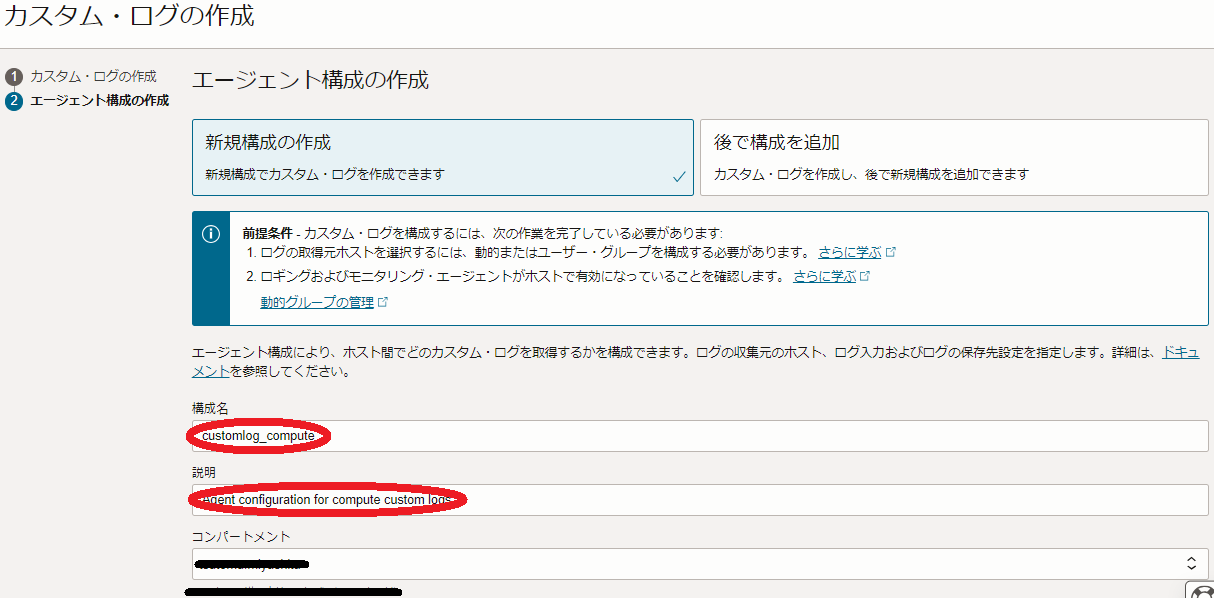 カスタム・ログの作成
1 カスタム・ログの作成
2 エージェント構成の作成
エージェント構成の作成
新規構成の作成
新規構成でカスタム・ログを作成できます
後で構成を追加
カスタム・ログを作成し、後で新規構成を追加できます
前提条件 - カスタム・ログを構成するには、次の作業を完了している必要があります:
1. ログの取得元ホストを選択するには、動的またはユーザー・グループを構成する必要があります。 さらに学ぶ
2. ロギングおよびモニタリング・エージェントがホストで有効になっていることを確認します。 さらに学ぶ
動的グループの管理
エージェント構成により、ホスト間でどのカスタム・ログを取得するかを構成できます。ログの収集元のホスト、ログ入力およびログの保存先設定を指定します。詳細は、ドキュ
メントを参照してください。
構成名
customlog_compute
説明
Agent configuration for compute custom logs
コンパートメント